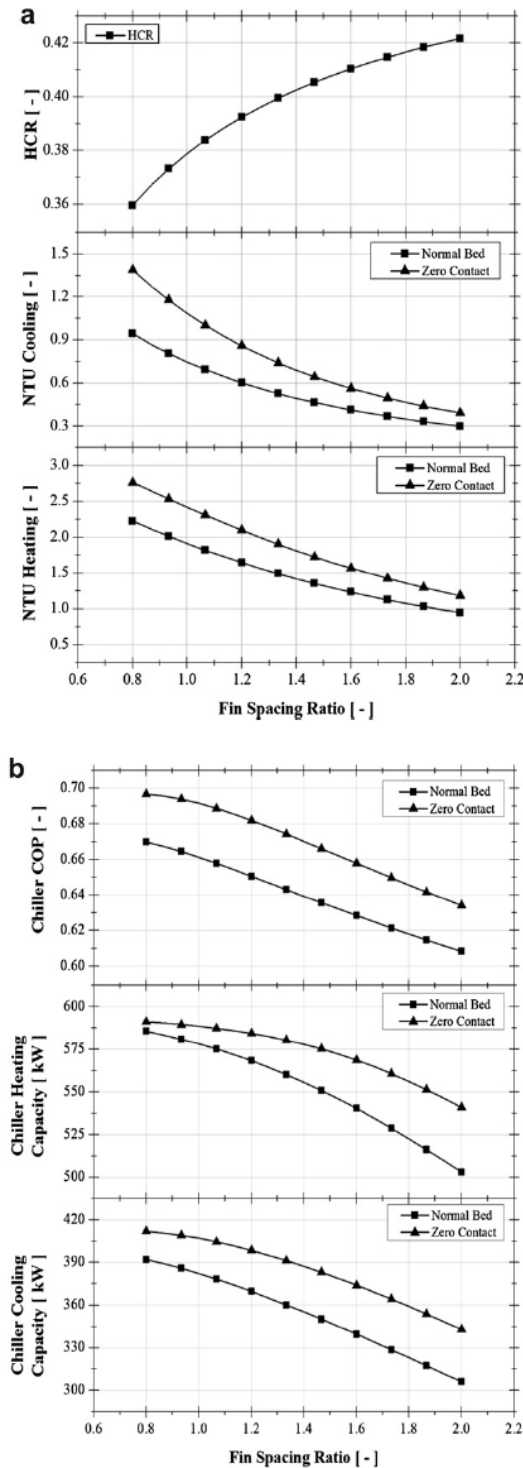 a
HCR
0.42
0.40
0.38
0.36
HCR [ - ]
Normal Bed
Zero Contact
1.5
1.2
0.9
0.6
0.3
NTU Cooling [ - ]
Normal Bed
Zero Contact
3.0
2.5
2.0
1.5
1.0
0.5
NTU Heating [ - ]
0.6 0.8 1.0 1.2 1.4 1.6 1.8 2.0 2.2
Fin Spacing Ratio [ - ]
b
Normal Bed
Zero Contact
0.70
0.68
0.66
0.64
0.62
0.60
Chiller COP [ - ]
Normal Bed
Zero Contact
600
575
550
525
500
Chiller Heating
Capacity [ kW ]
Normal Bed
Zero Contact
420
390
360
330
300
Chiller Cooling
Capacity [ kW ]
0.6 0.8 1.0 1.2 1.4 1.6 1.8 2.0 2.2
Fin Spacing Ratio [ - ]